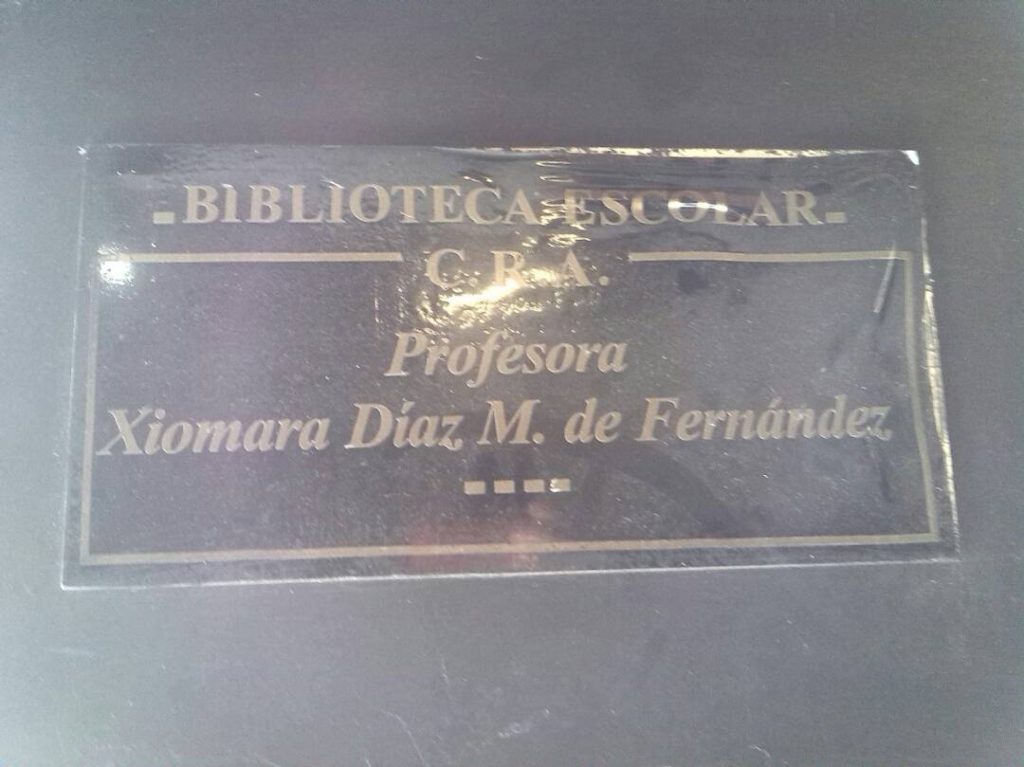 BIBLIOTECA ESCOLAR
C. R. A.
Profesora
Xiomara Díaz M. de Fernández